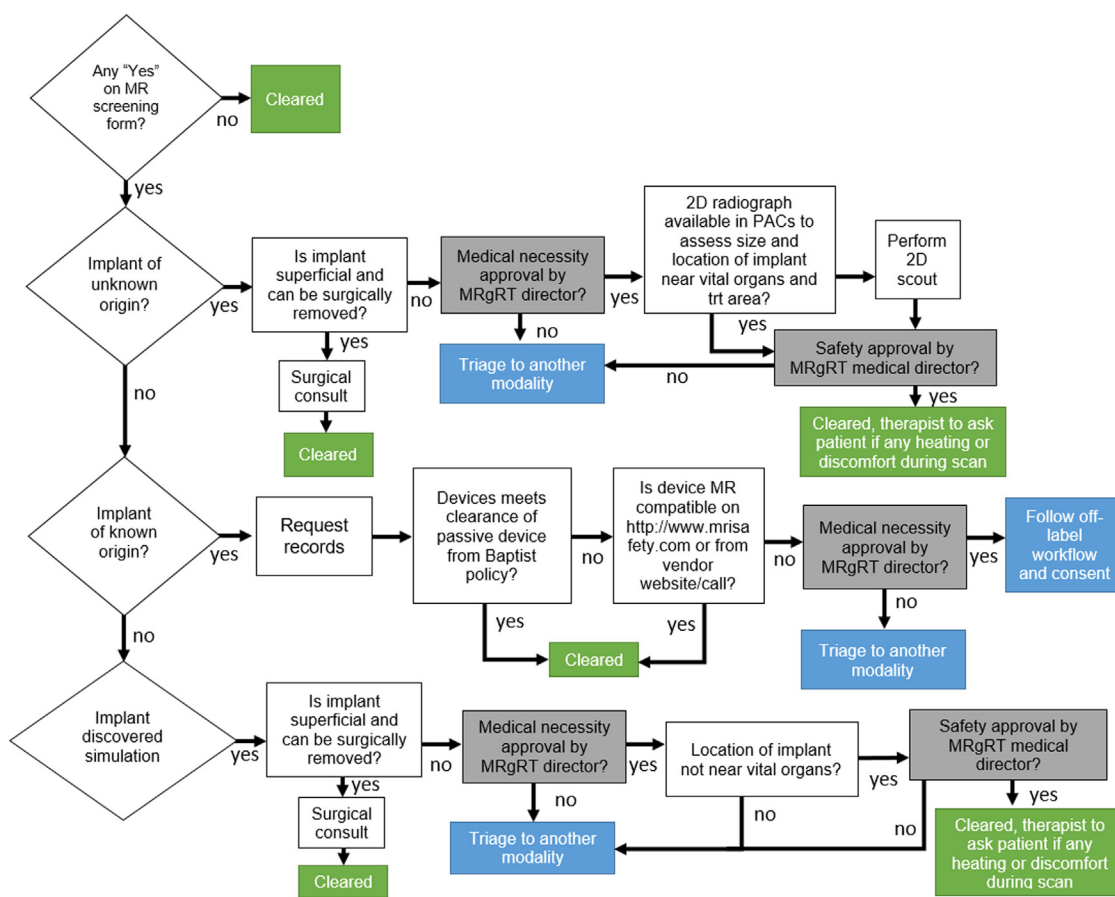 Any “Yes”
on MR
screening
form?
no
Cleared
yes
Implant of
unknown
origin?
yes
Is implant
superficial and
can be surgically
removed?
no
Medical necessity
approval by
MRgRT director?
yes
2D radiograph
available in PACs to
assess size and
location of implant
near vital organs and
trt area?
Perform
2D
scout
yes
Surgical
consult
Cleared
no
Triage to another
modality
yes
Safety approval by
MRgRT medical director?
no
yes
Cleared, therapist to ask
patient if any heating or
discomfort during scan
no
Implant
of known
origin?
yes
Request
records
Devices meets
clearance of
passive device
from Baptist
policy?
no
Is device MR
compatible on
http://www.mrisa
fety.com or from
vendor
website/call?
no
Medical necessity
approval by
MRgRT director?
yes
Follow off-
label
workflow
and consent
yes
yes
Cleared
no
Triage to another
modality
no
Implant
discovered
simulation
yes
Is implant
superficial and
can be surgically
removed?
no
Medical necessity
approval by
MRgRT director?
yes
Location of implant
not near vital organs?
yes
Safety approval by
MRgRT medical
director?
yes
Surgical
consult
Cleared
no
Triage to another
modality
no
no
yes
Cleared, therapist to
ask patient if any
heating or discomfort
during scan